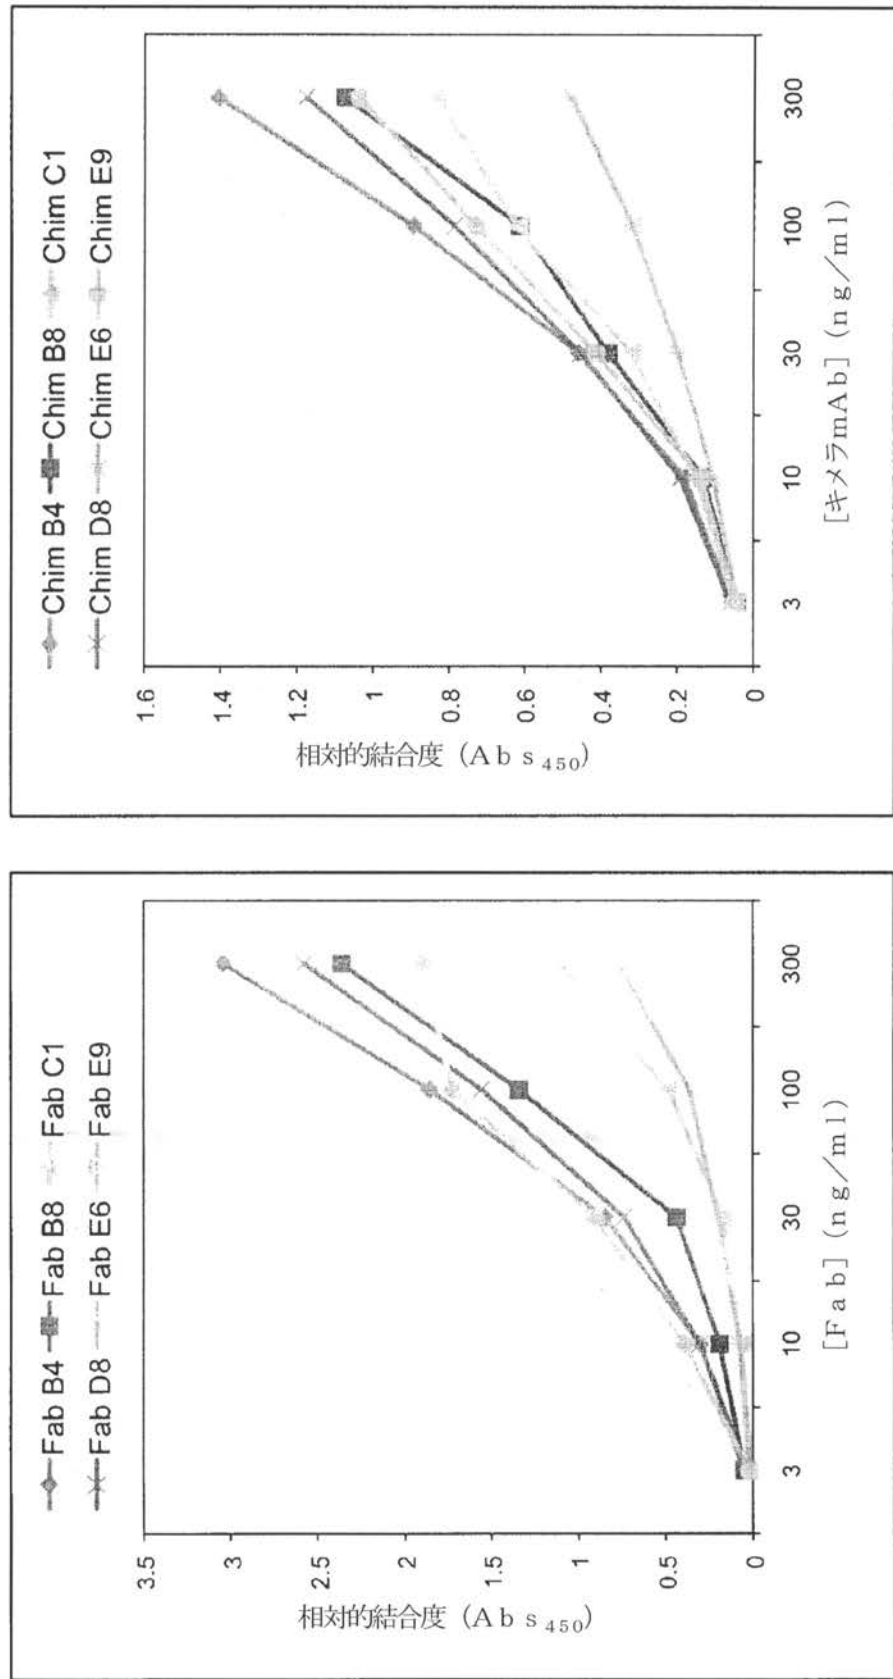 Fab B4 Fab B8 Fab C1
Fab D8 Fab E6 Fab E9
3.5
3
2.5
2
1.5
1
0.5
0
相対的結合度 (Abs450)
3 10 30 100 300
[Fab] (ng/ml)
Chim B4 Chim B8 Chim C1
Chim D8 Chim E6 Chim E9
1.6
1.4
1.2
1
0.8
0.6
0.4
0.2
0
相対的結合度 (Abs450)
3 10 30 100 300
[キメラmAb] (ng/ml)